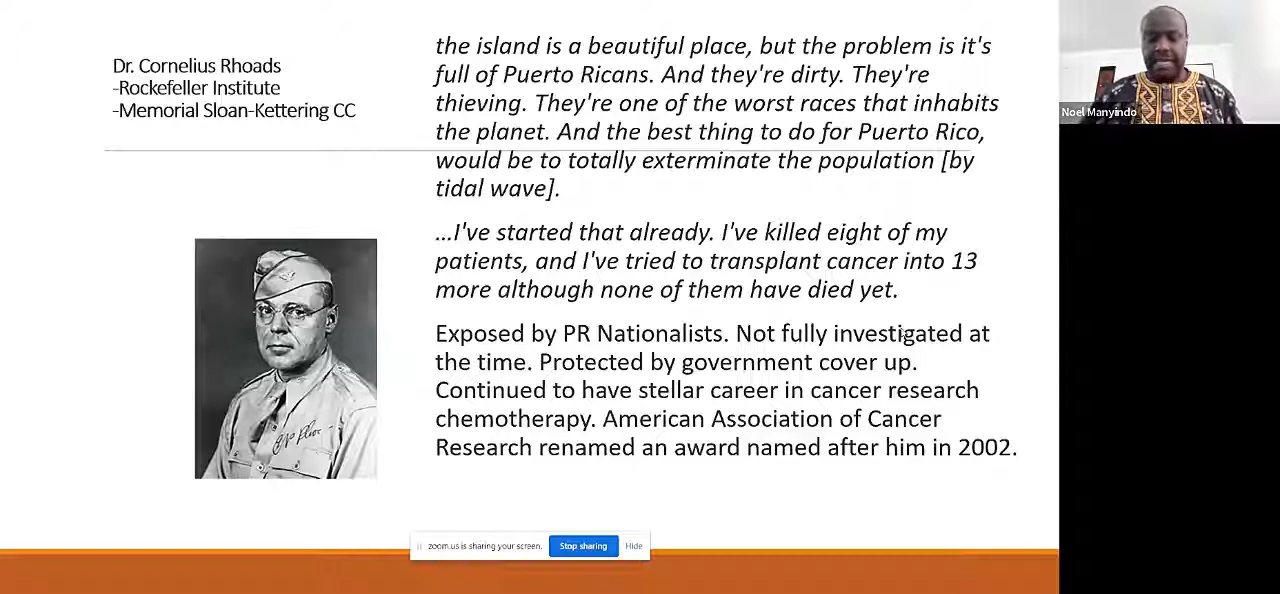 Dr. Cornelius Rhoads
-Rockefeller Institute
-Memorial Sloan-Kettering CC
the island is a beautiful place, but the problem is it's
full of Puerto Ricans. And they're dirty. They're
thieving. They're one of the worst races that inhabits
the planet. And the best thing to do for Puerto Rico,
would be to totally exterminate the population [by
tidal wave].
…I've started that already. I've killed eight of my
patients, and I've tried to transplant cancer into 13
more although none of them have died yet.
Exposed by PR Nationalists. Not fully investigated at
the time. Protected by government cover up.
Continued to have stellar career in cancer research
chemotherapy. American Association of Cancer
Research renamed an award named after him in 2002.
Noel Manyindo
zoom.us is sharing your screen.
Stop sharing
Hide